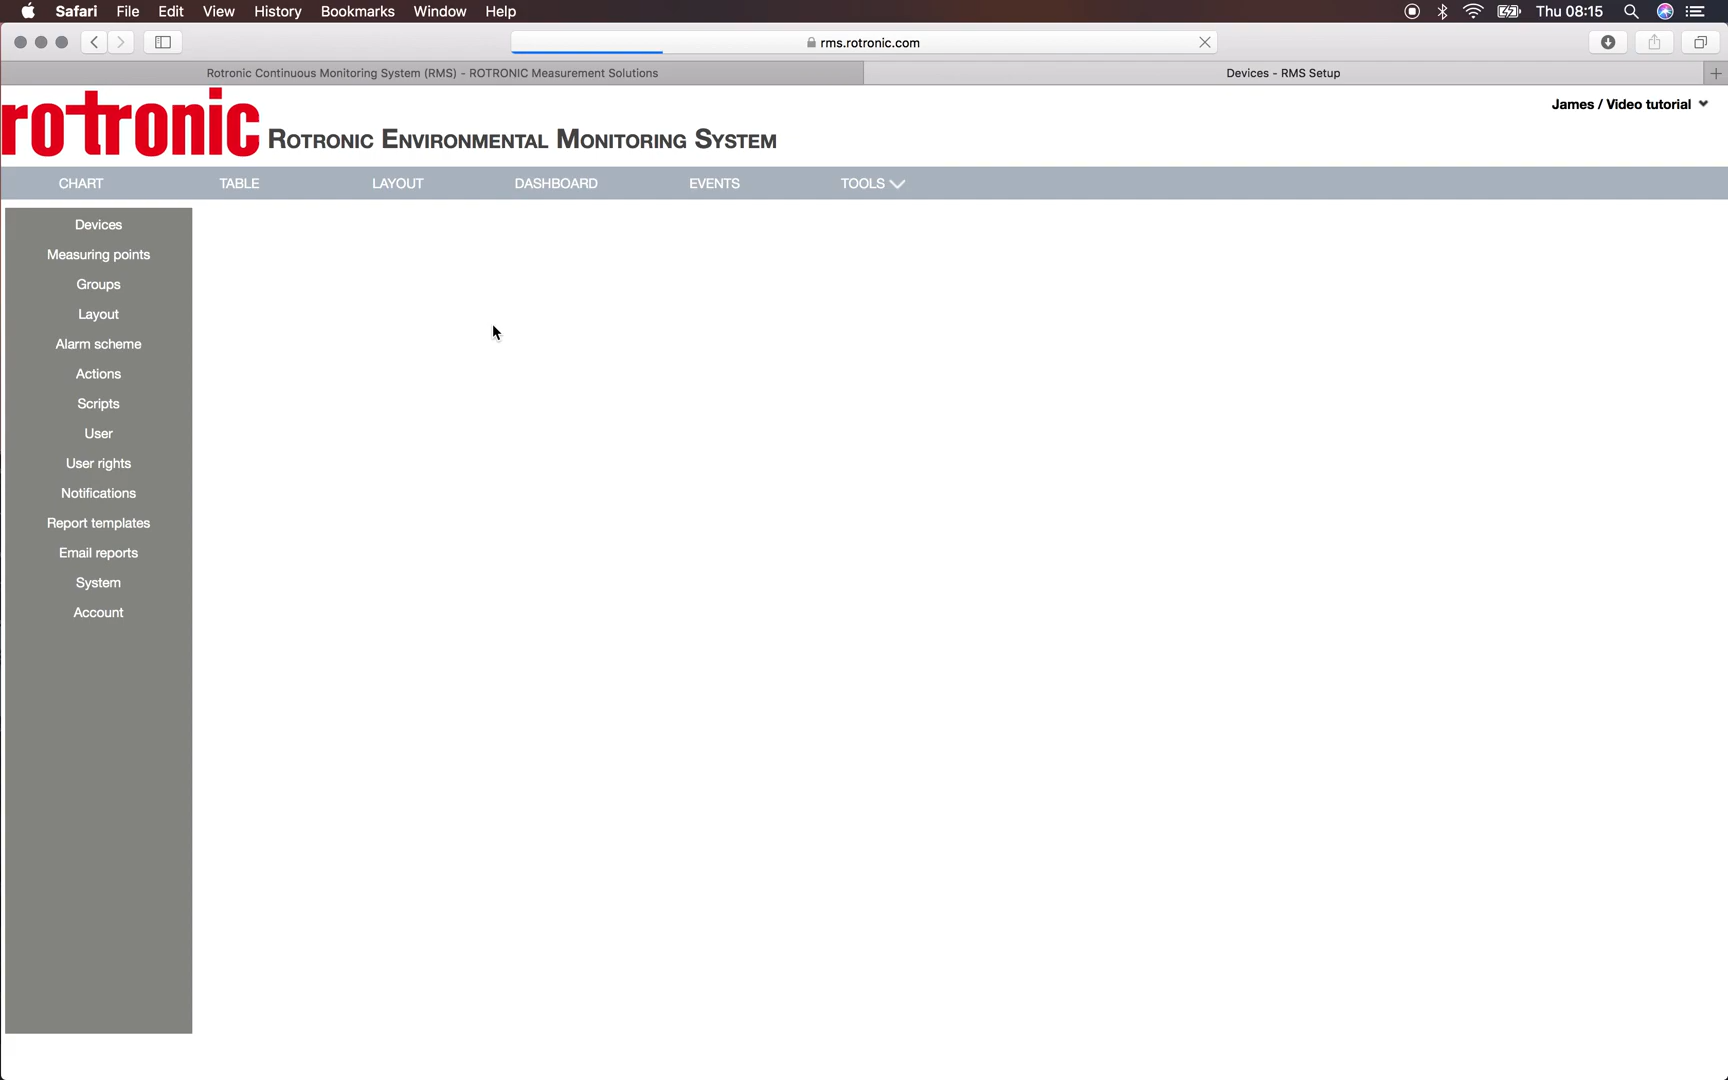 Safari File Edit View History Bookmarks Window Help Thu 08:15
rms.rotronic.com
Rotronic Continuous Monitoring System (RMS) - ROTRONIC Measurement Solutions Devices - RMS Setup
rotronic ROTRONIC ENVIRONMENTAL MONITORING SYSTEM James / Video tutorial
CHART TABLE LAYOUT DASHBOARD EVENTS TOOLS
Devices
Measuring points
Groups
Layout
Alarm scheme
Actions
Scripts
User
User rights
Notifications
Report templates
Email reports
System
Account